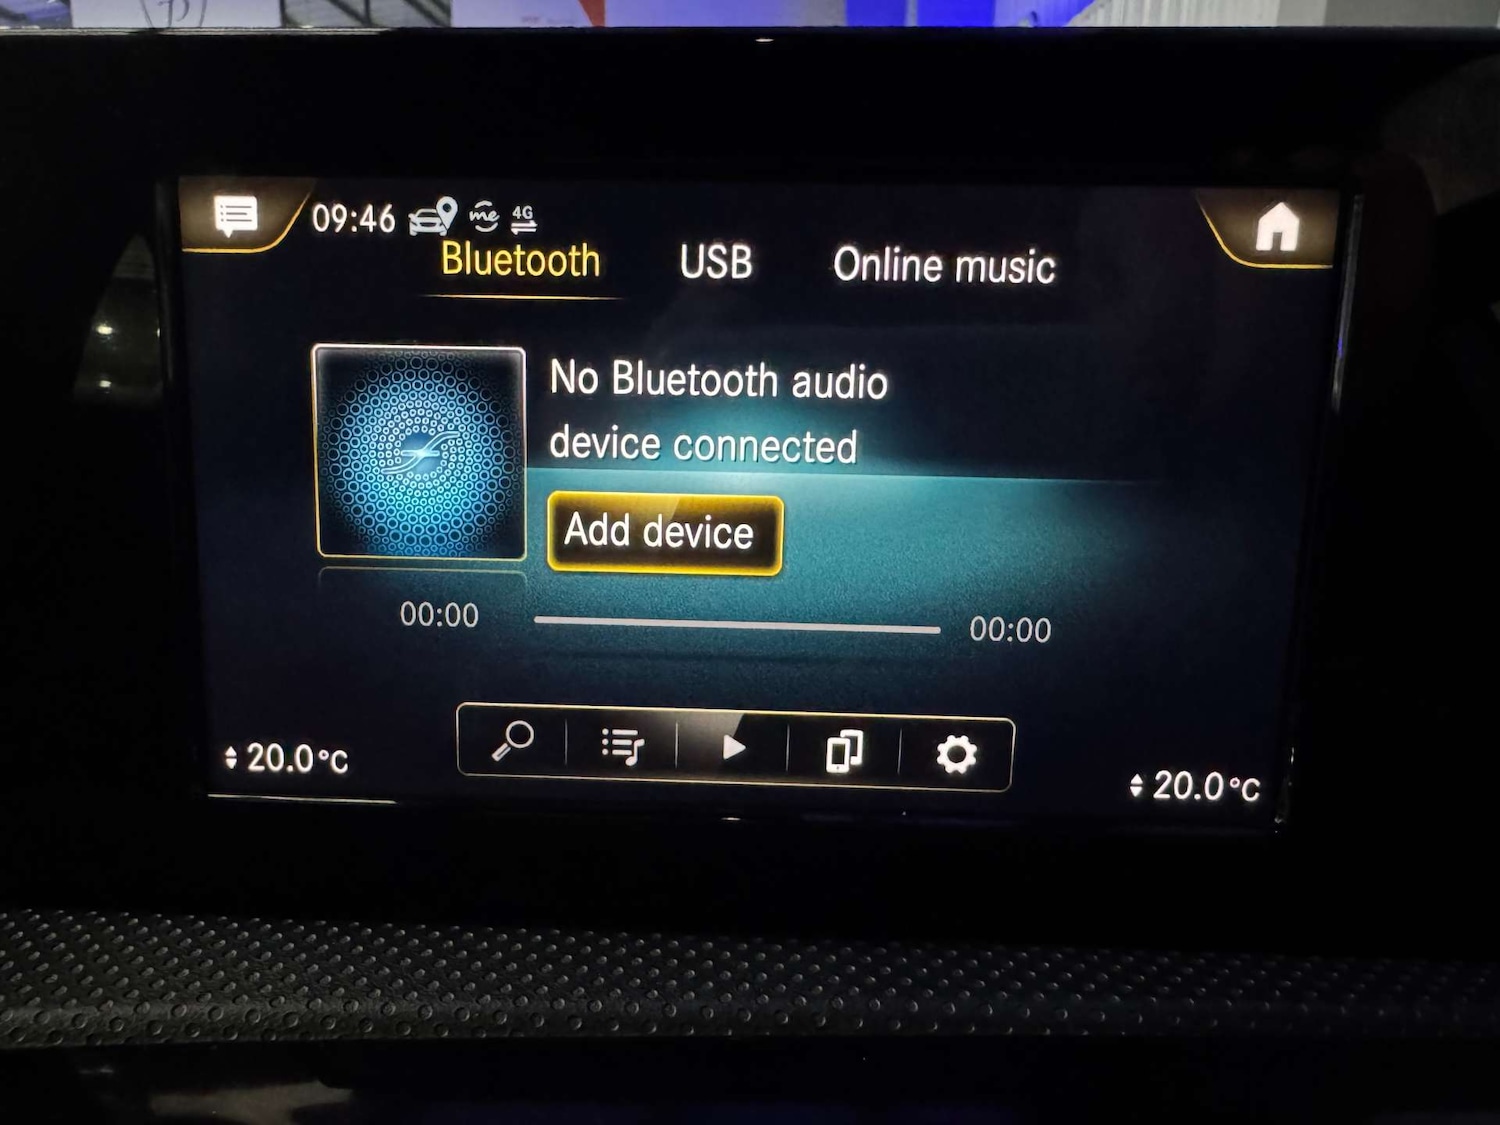 09:46 me 4G
Bluetooth USB Online music
No Bluetooth audio
device connected
Add device
00:00 00:00
20.0°C 20.0°C